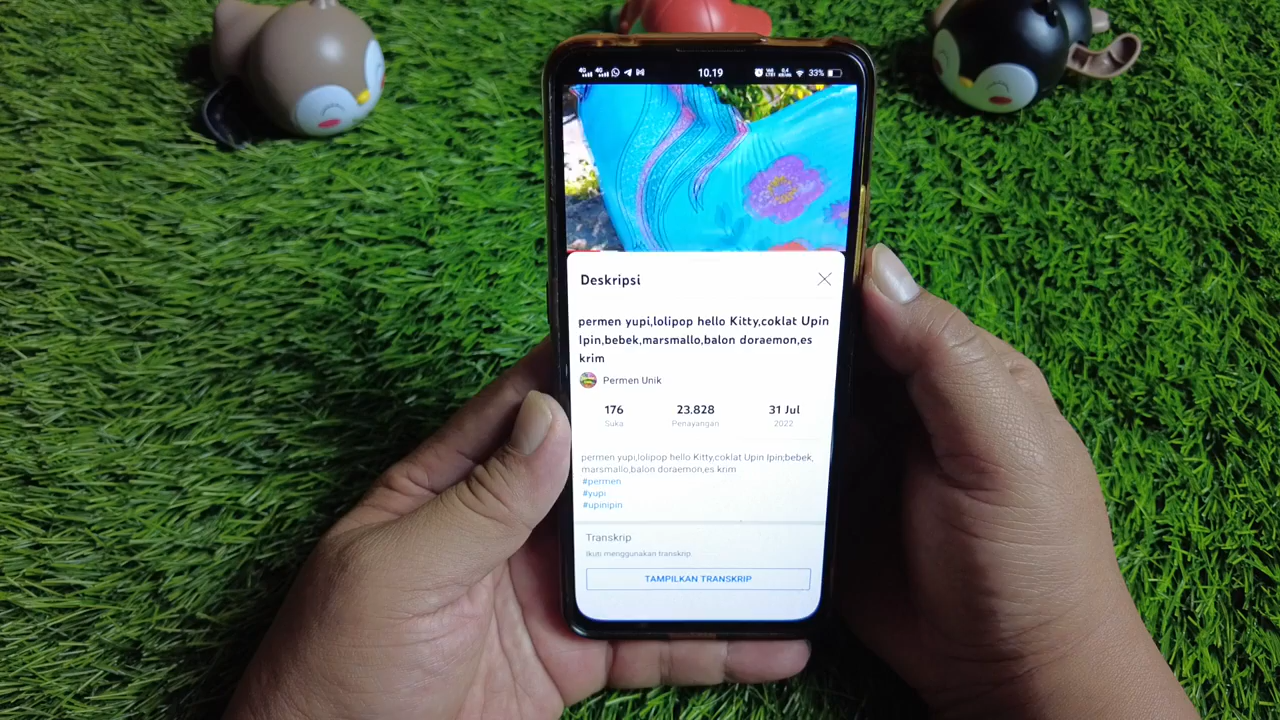 10.19
33%
Deskripsi
permen yupi,lolipop hello Kitty,coklat Upin
Ipin,bebek,marsmallo,balon doraemon,es
krim
Permen Unik
176 23.828 31 Jul
Suka Penayangan 2022
permen yupi,lolipop hello Kitty,coklat Upin Ipin,bebek,
marsmallo,balon doraemon,es krim
#permen
#yupi
#upinipin
Transkrip
Ikuti menggunakan transkrip.
TAMPILKAN TRANSKRIP